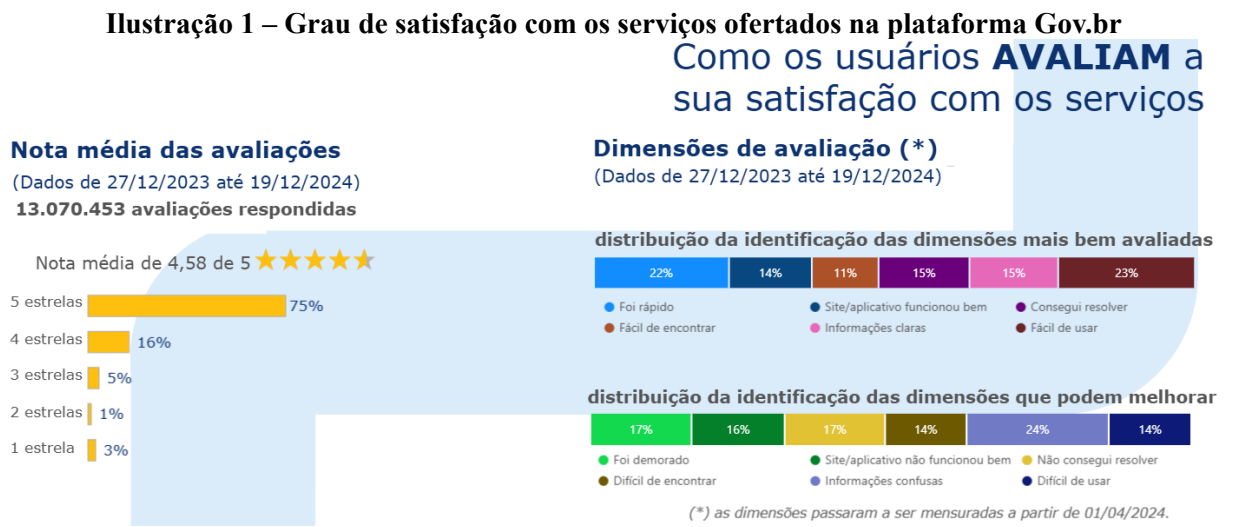 Ilustração 1 – Grau de satisfação com os serviços ofertados na plataforma Gov.br
Como os usuários AVALIAM a
sua satisfação com os serviços
Nota média das avaliações
(Dados de 27/12/2023 até 19/12/2024)
13.070.453 avaliações respondidas
Nota média de 4,58 de 5
5 estrelas 75%
4 estrelas 16%
3 estrelas 5%
2 estrelas 1%
1 estrela 3%
Dimensões de avaliação (*)
(Dados de 27/12/2023 até 19/12/2024)
distribuição da identificação das dimensões mais bem avaliadas
22% 14% 11% 15% 15% 23%
Foi rápido Site/aplicativo funcionou bem Consegui resolver
Fácil de encontrar Informações claras Fácil de usar
distribuição da identificação das dimensões que podem melhorar
17% 16% 17% 14% 24% 14%
Foi demorado Site/aplicativo não funcionou bem Não consegui resolver
Difícil de encontrar Informações confusas Difícil de usar
(*) as dimensões passaram a ser mensuradas a partir de 01/04/2024.